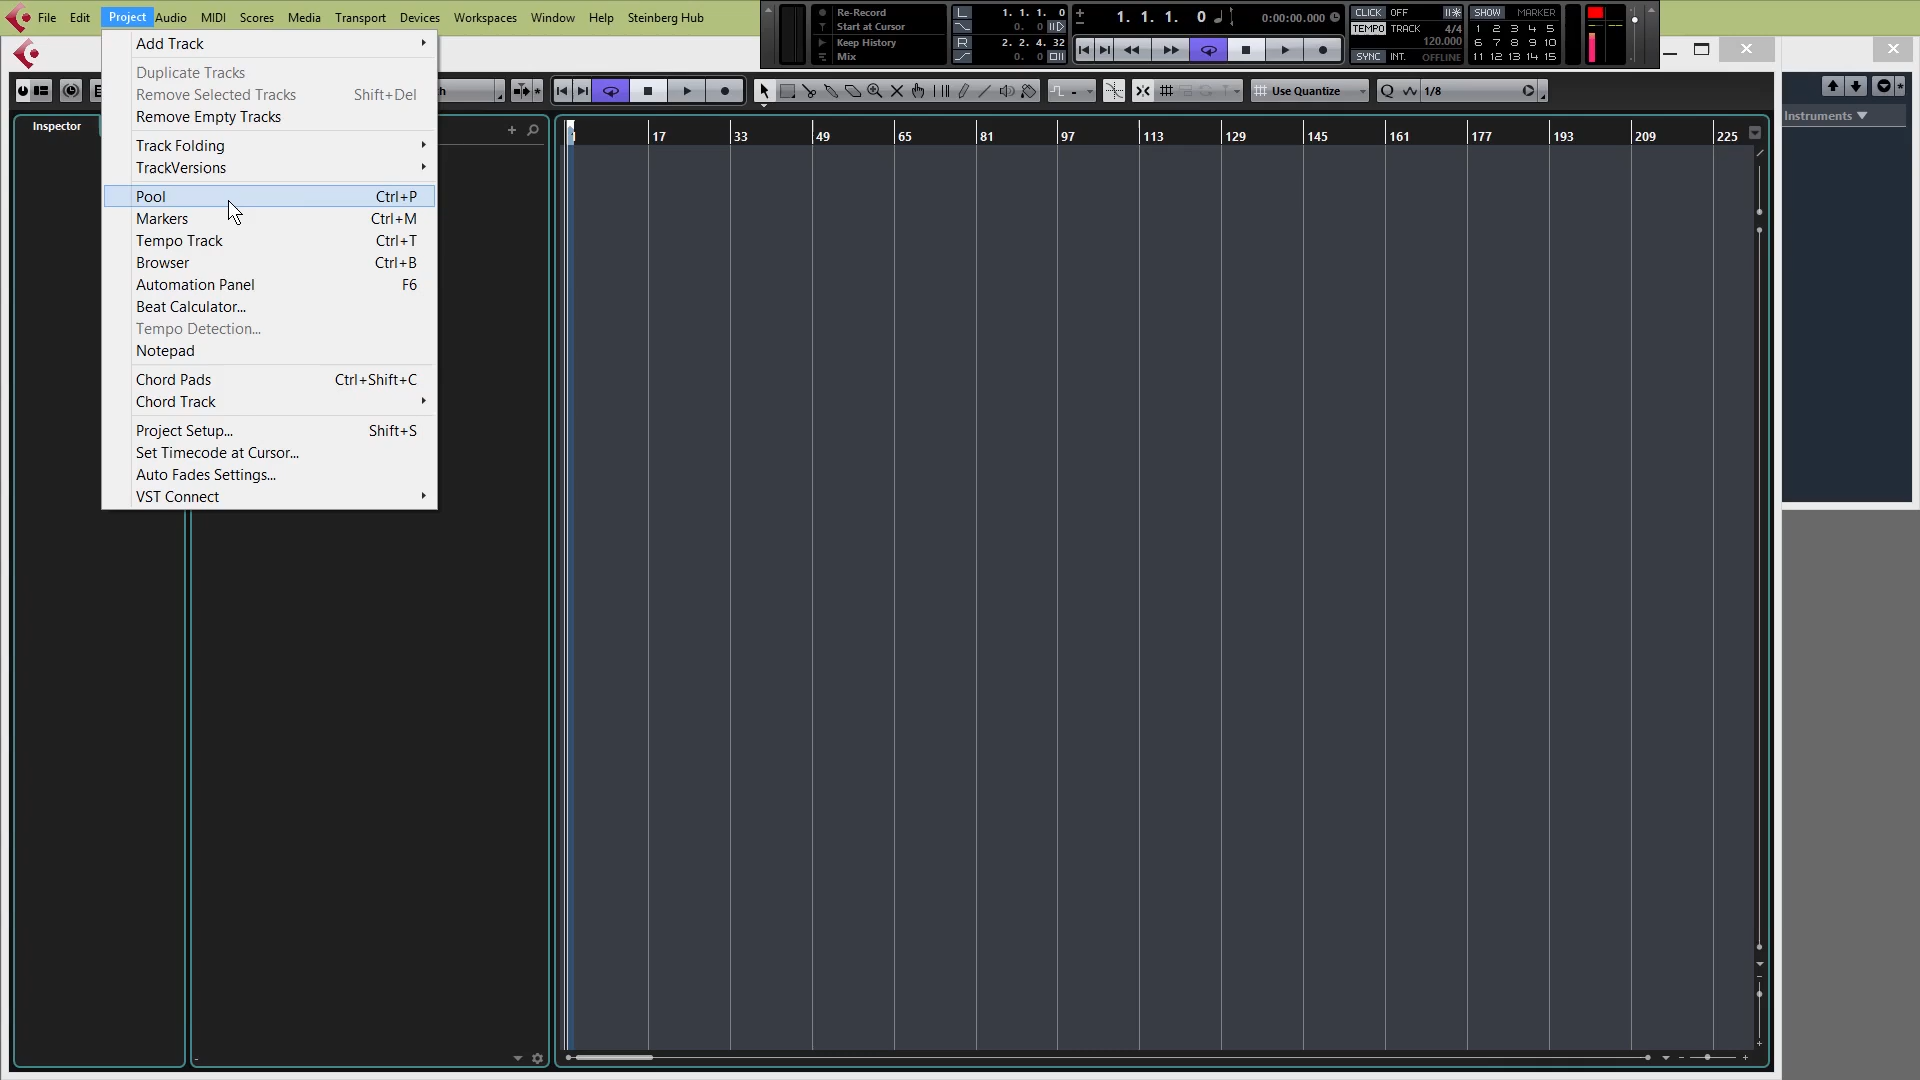 File Edit Project Audio MIDI Scores Media Transport Devices Workspaces Window Help Steinberg Hub
Re-Record
Start at Cursor
Keep History
Mix
L 1. 1. 1. 0
0. 0
R 2. 2. 4. 32
0. 0
1. 1. 1. 0
0:00:00.000
CLICK OFF
TEMPO TRACK 4/4
120.000
SYNC INT. OFFLINE
SHOW MARKER
1 2 3 4 5
6 7 8 9 10
11 12 13 14 15
Use Quantize
Q 1/8
Instruments
Inspector
1 17 33 49 65 81 97 113 129 145 161 177 193 209 225
Add Track
Duplicate Tracks
Remove Selected Tracks Shift+Del
Remove Empty Tracks
Track Folding
TrackVersions
Pool Ctrl+P
Markers Ctrl+M
Tempo Track Ctrl+T
Browser Ctrl+B
Automation Panel F6
Beat Calculator...
Tempo Detection...
Notepad
Chord Pads Ctrl+Shift+C
Chord Track
Project Setup... Shift+S
Set Timecode at Cursor...
Auto Fades Settings...
VST Connect